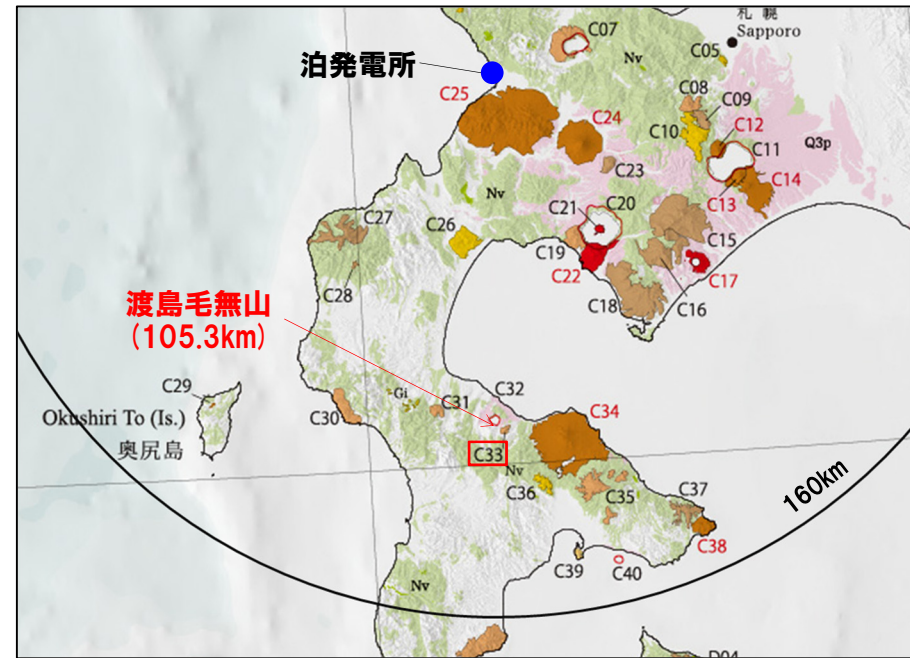 札幌
Sapporo
C07
Nv
C05
泊発電所
C25
C24
C08
C09
C10
C12
C11
Q3p
C23
C14
C13
Nv
C21
C20
C27
C26
C19
C15
C22
C17
C28
C18
C16
渡島毛無山
(105.3km)
C29
Gi
C31
C32
C34
Okushiri To (Is.)
C30
奥尻島
C33
Nv
C36
C35
C37
160km
C38
C39
C40
Nv
D04